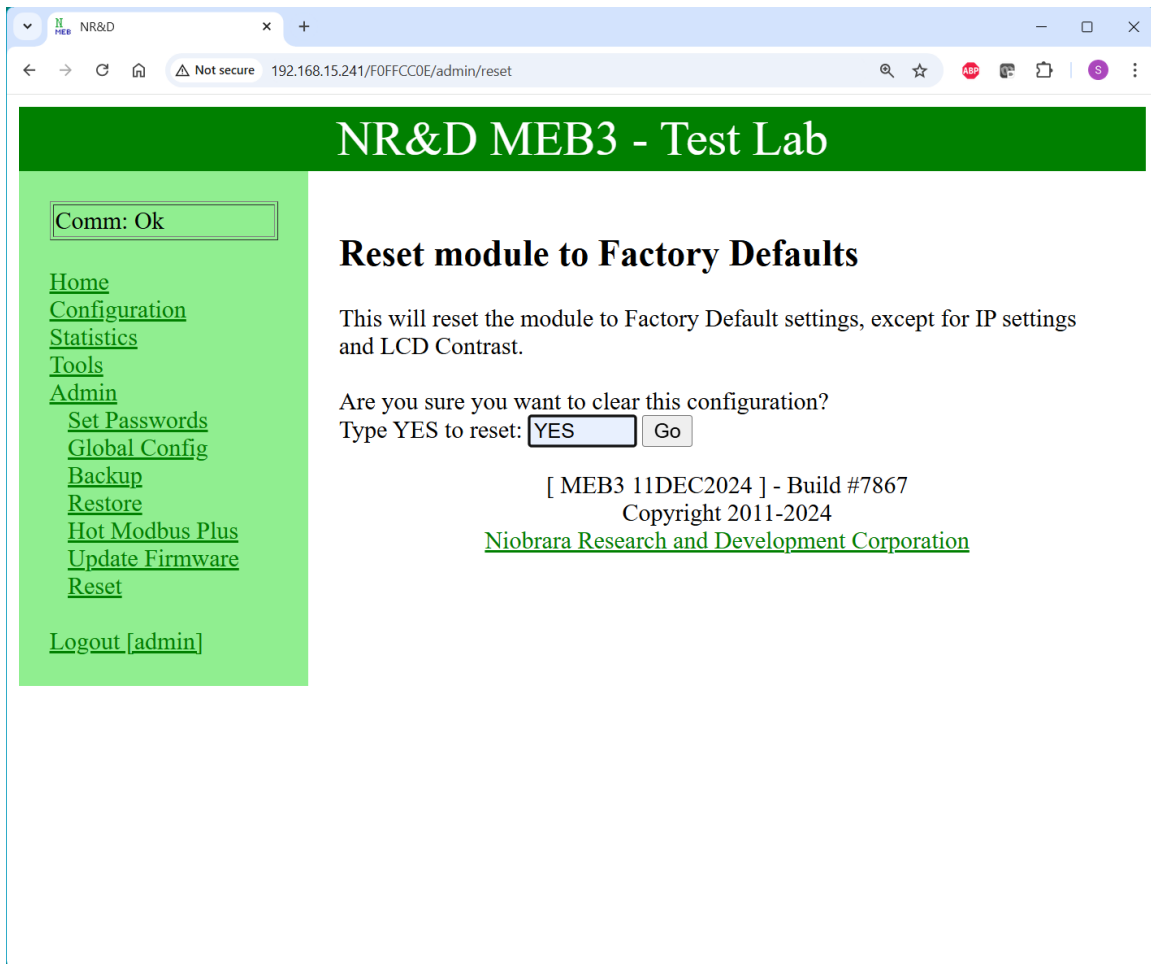 N
MEB
NR&D
Not secure
192.168.15.241/F0FFCC0E/admin/reset
ABP
S
NR&D MEB3 - Test Lab
Comm: Ok
Home
Configuration
Statistics
Tools
Admin
Set Passwords
Global Config
Backup
Restore
Hot Modbus Plus
Update Firmware
Reset
Logout [admin]
Reset module to Factory Defaults
This will reset the module to Factory Default settings, except for IP settings
and LCD Contrast.
Are you sure you want to clear this configuration?
Type YES to reset: YES Go
[ MEB3 11DEC2024 ] - Build #7867
Copyright 2011-2024
Niobrara Research and Development Corporation